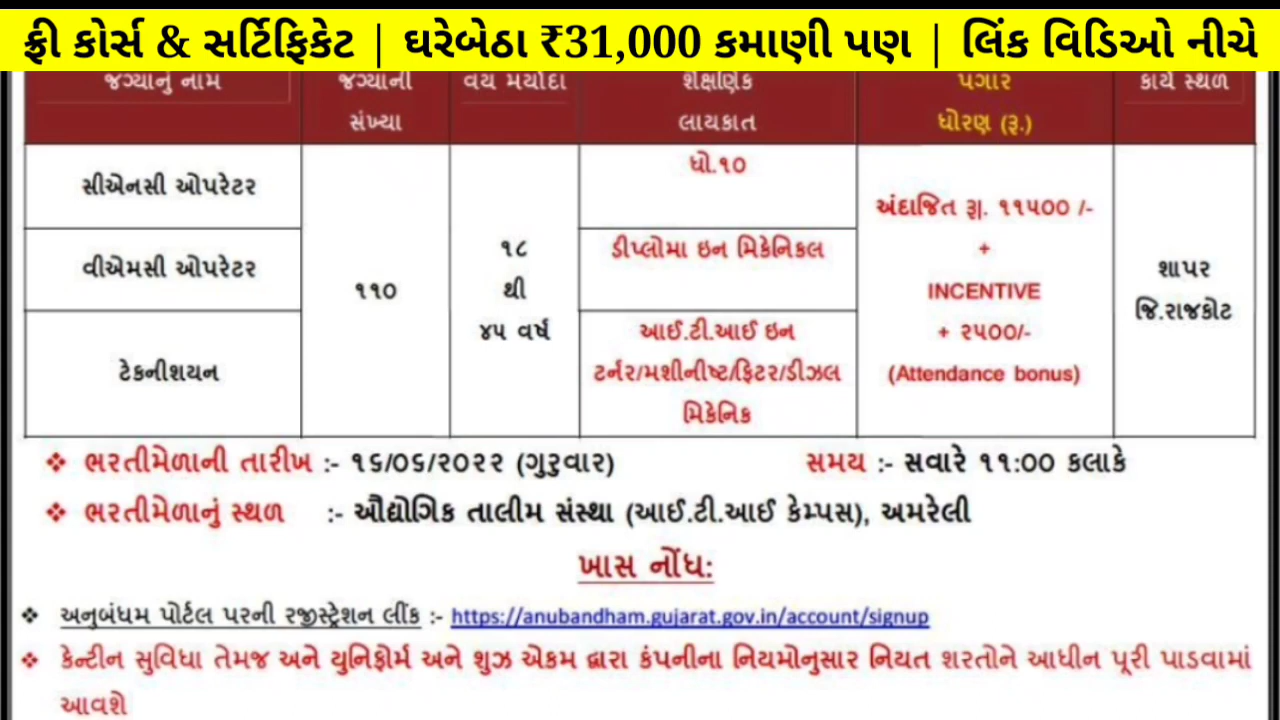 ફ્રી કોર્સ & સર્ટિફિકેટ | ઘરેબેઠા ₹31,000 કમાણી પણ | લિંક વિડિઓ નીચે
જગ્યાનું નામ
જગ્યાની
સંખ્યા
વય મર્યાદા
શૈક્ષણિક
લાયકાત
પગાર
ધોરણ (રૂ.)
કાર્ય સ્થળ
સીએનસી ઓપરેટર
વીએમસી ઓપરેટર
ટેકનીશયન
૧૧૦
૧૮
થી
૪૫ વર્ષ
ધો.૧૦
ડીપ્લોમા ઇન મિકેનિકલ
આઈ.ટી.આઈ ઇન
ટર્નર/મશીનીષ્ટ/ફિટર/ડીઝલ
મિકેનિક
અંદાજિત રૂા. ૧૧૫૦૦ /-
+
INCENTIVE
+ ૨૫૦૦/-
(Attendance bonus)
શાપર
જિ.રાજકોટ
❖ ભરતીમેળાની તારીખ :- ૧૬/૦૬/૨૦૨૨ (ગુરુવાર) સમય :- સવારે ૧૧:૦૦ કલાકે
❖ ભરતીમેળાનું સ્થળ :- ઔદ્યોગિક તાલીમ સંસ્થા (આઈ.ટી.આઈ કેમ્પસ), અમરેલી
ખાસ નોંધ:
❖ અનુબંધમ પોર્ટલ પરની રજીસ્ટ્રેશન લીંક :- https://anubandham.gujarat.gov.in/account/signup
❖ કેન્ટીન સુવિધા તેમજ અને યુનિફોર્મ અને શુઝ એકમ દ્વારા કંપનીના નિયમોનુસાર નિયત શરતોને આધીન પૂરી પાડવામાં
આવશે